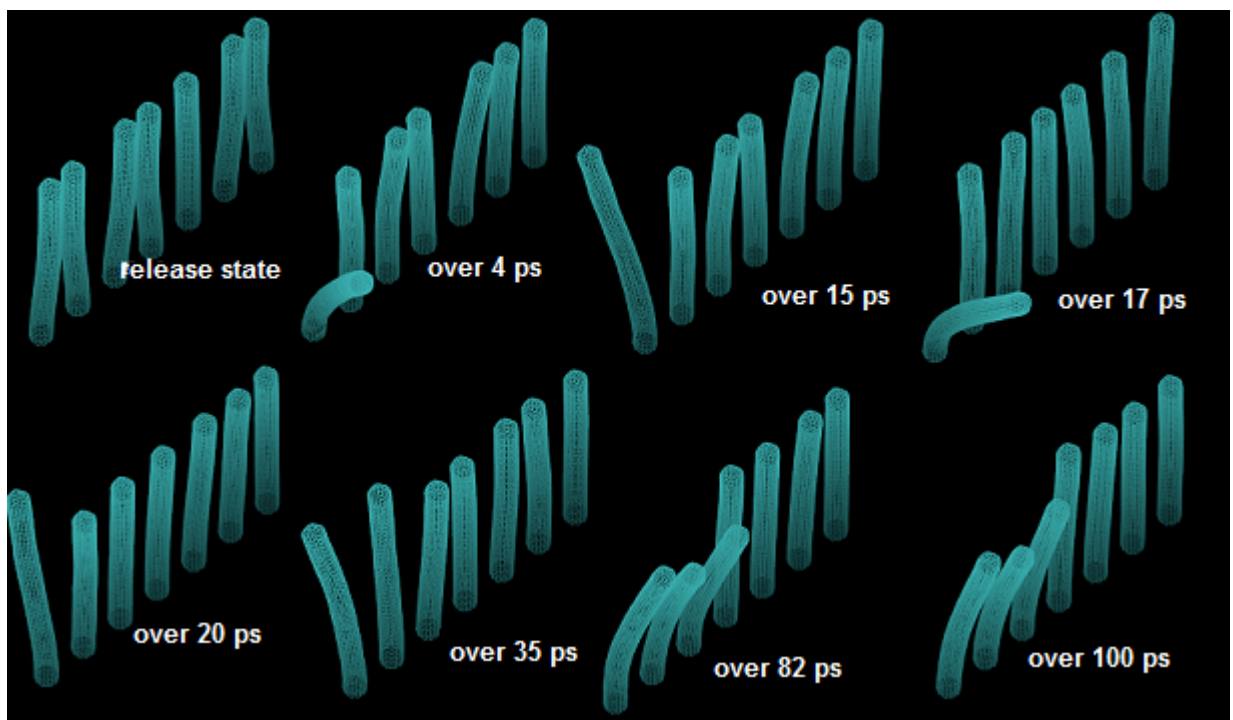 release state
over 4 ps
over 15 ps
over 17 ps
over 20 ps
over 35 ps
over 82 ps
over 100 ps